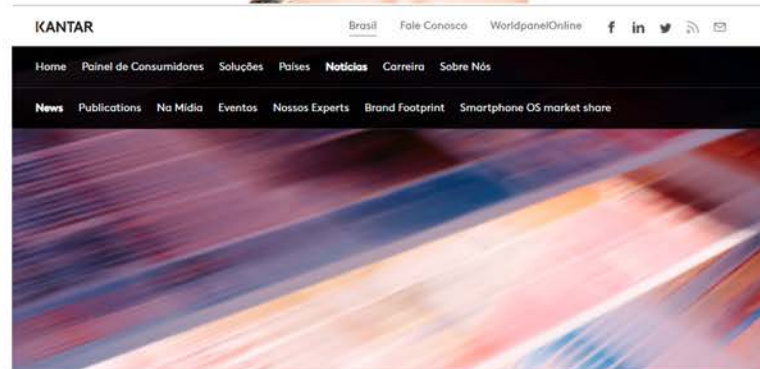 KANTAR Brasil Fale Conosco WorldpanelOnline
Home Painel de Consumidores Soluções Países Notícias Carreira Sobre Nós
News Publications Na Mídia Eventos Nossos Experts Brand Footprint Smartphone OS market share